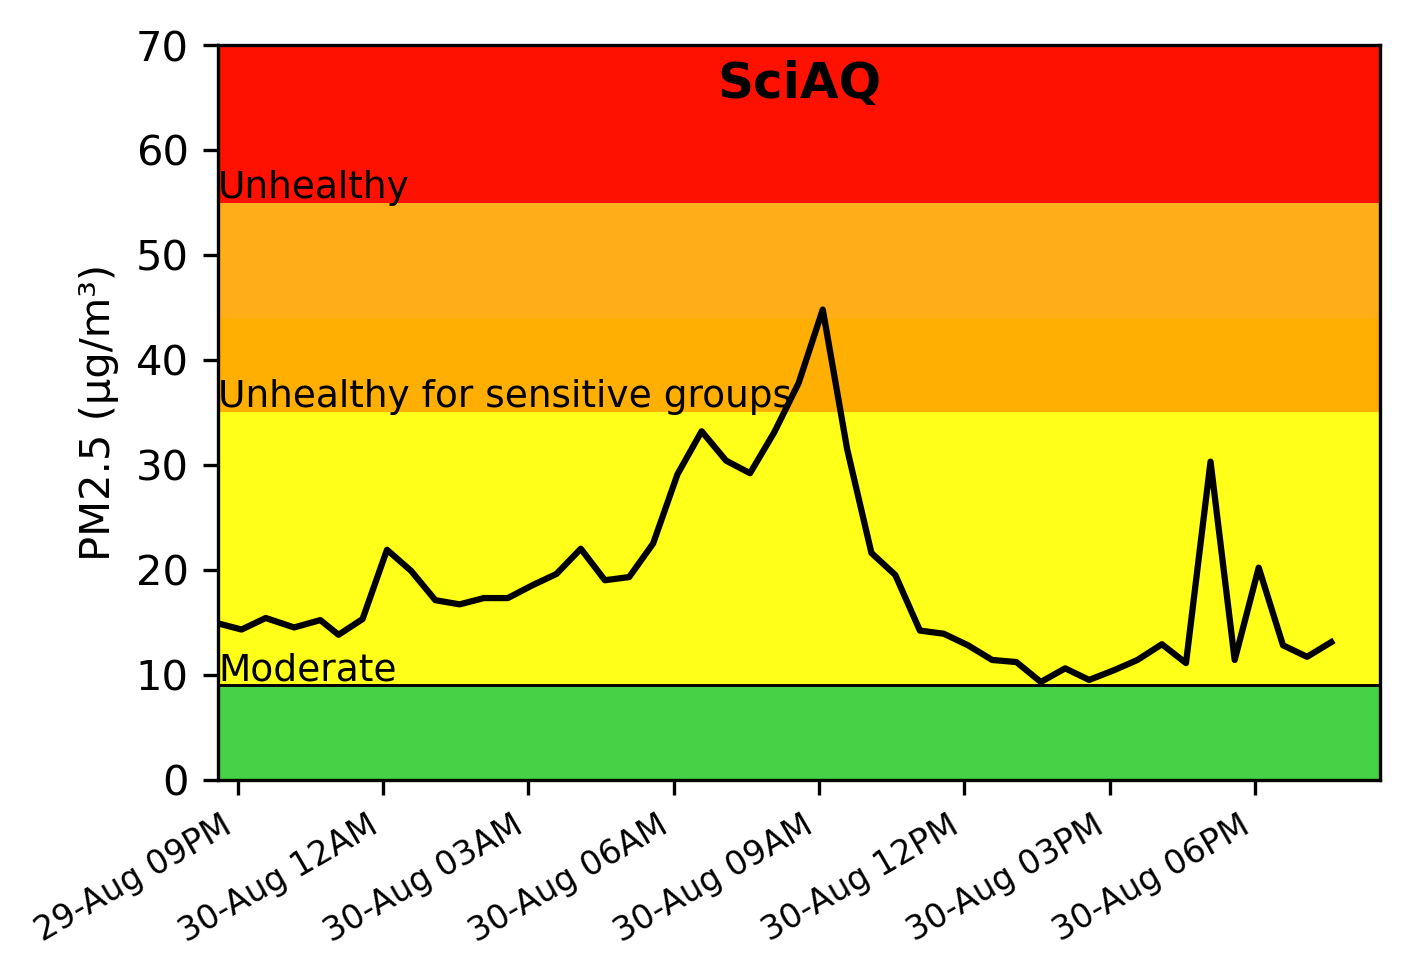 SciAQ
70
60
50
40
30
20
10
0
PM2.5 (µg/m³)
Unhealthy
Unhealthy for sensitive groups
Moderate
29-Aug 09PM
30-Aug 12AM
30-Aug 03AM
30-Aug 06AM
30-Aug 09AM
30-Aug 12PM
30-Aug 03PM
30-Aug 06PM